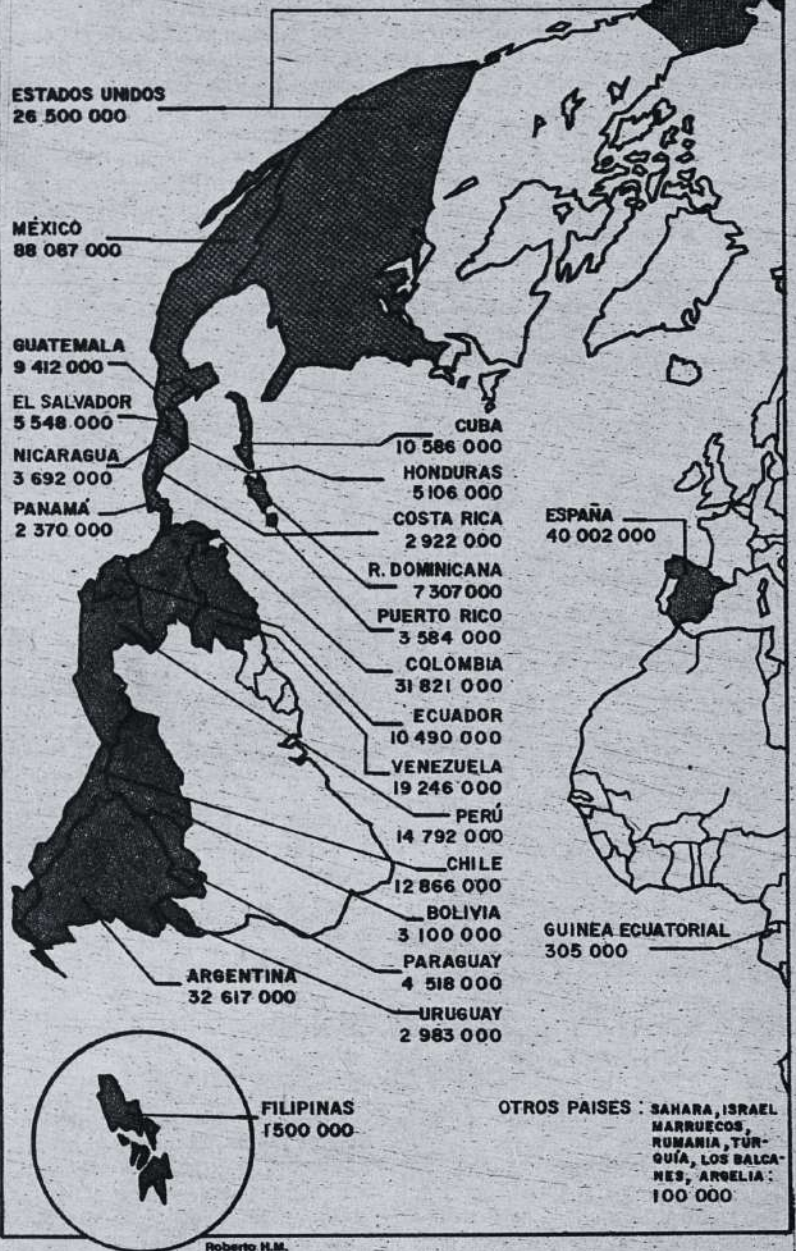 ESTADOS UNIDOS
26 500 000
MÉXICO
88 087 000
GUATEMALA
9 412 000
EL SALVADOR
5 548 000
NICARAGUA
3 692 000
PANAMÁ
2 370 000
CUBA
10 586 000
HONDURAS
5 106 000
COSTA RICA
2 922 000
R. DOMINICANA
7 307 000
PUERTO RICO
3 584 000
COLOMBIA
31 821 000
ECUADOR
10 490 000
VENEZUELA
19 246 000
PERÚ
14 792 000
CHILE
12 866 000
BOLIVIA
3 100 000
PARAGUAY
4 518 000
URUGUAY
2 983 000
ARGENTINA
32 617 000
ESPAÑA
40 002 000
GUINEA ECUATORIAL
305 000
FILIPINAS
1 500 000
OTROS PAISES : SAHARA, ISRAEL
MARRUECOS,
RUMANIA, TUR-
QUÍA, LOS BALCA-
NES, ARGELIA :
100 000
Roberto H.M.